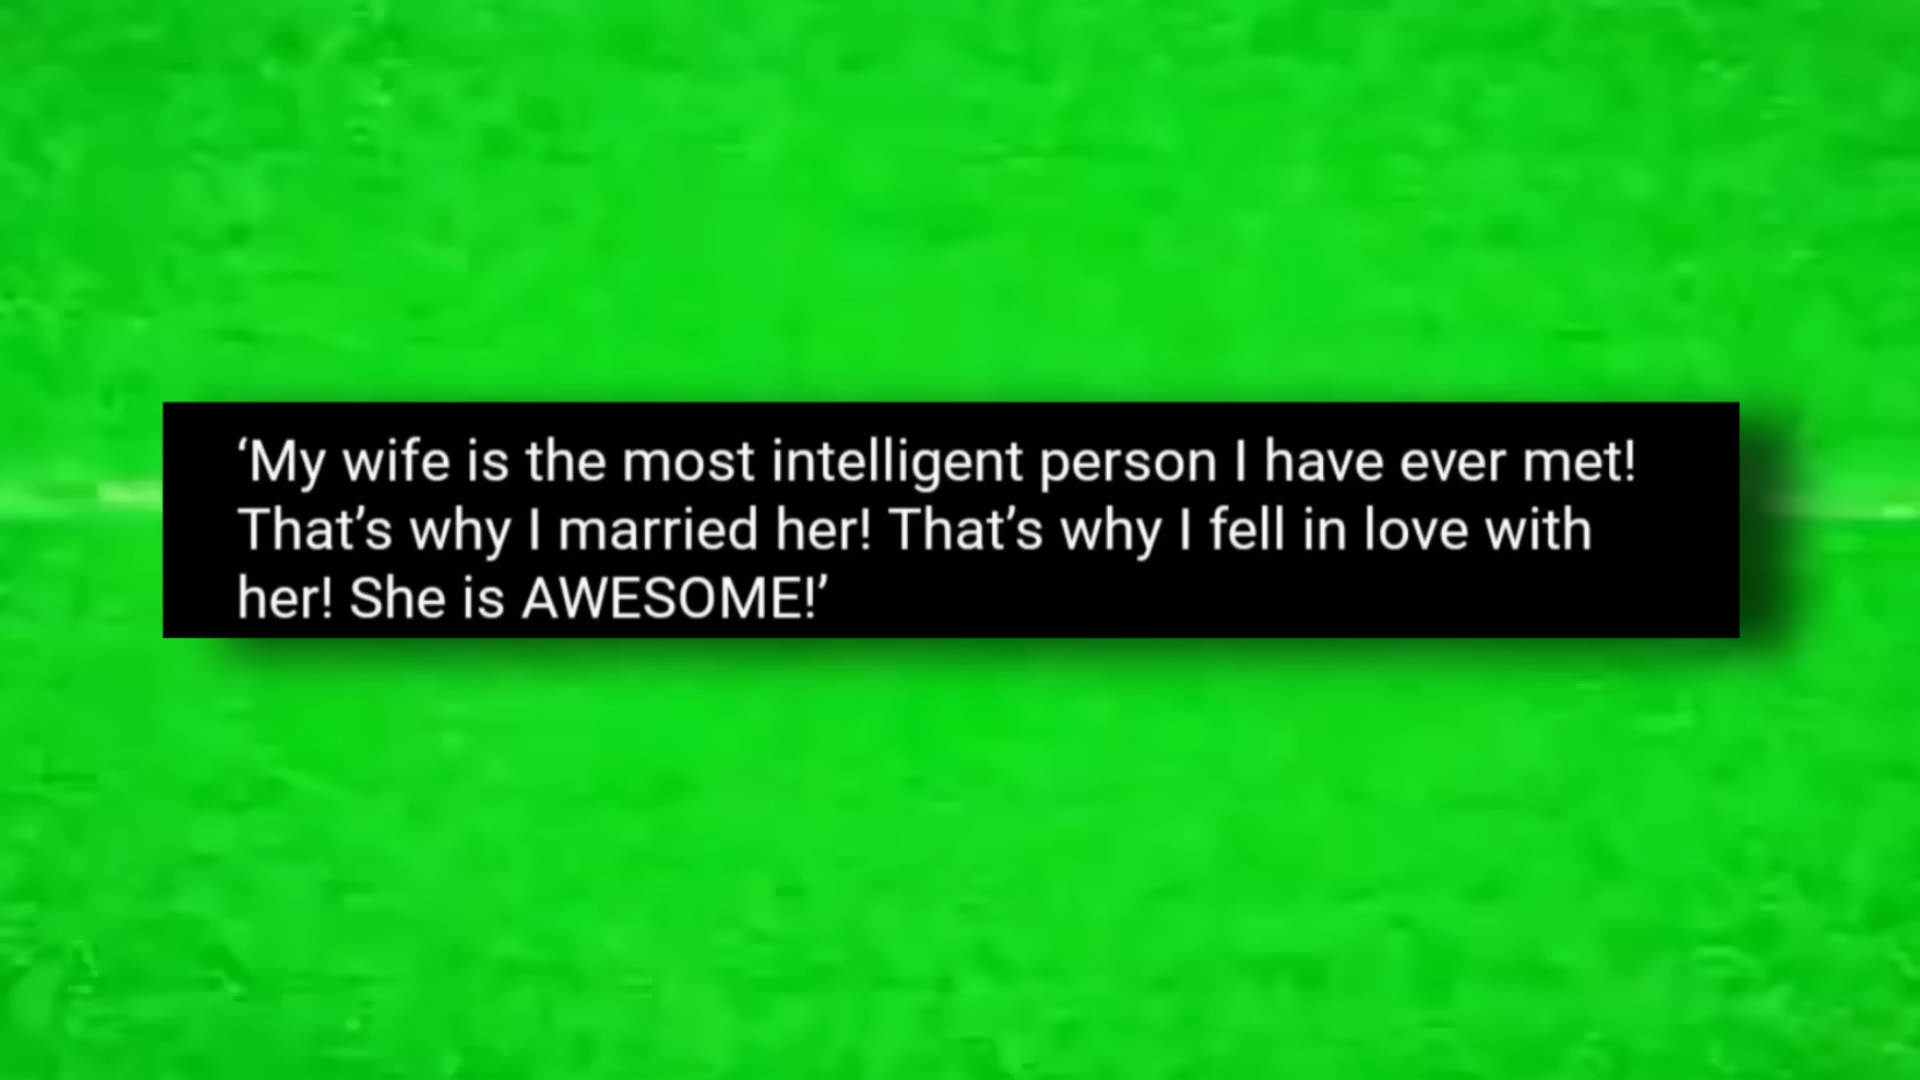 ‘My wife is the most intelligent person I have ever met!
That’s why I married her! That’s why I fell in love with
her! She is AWESOME!’